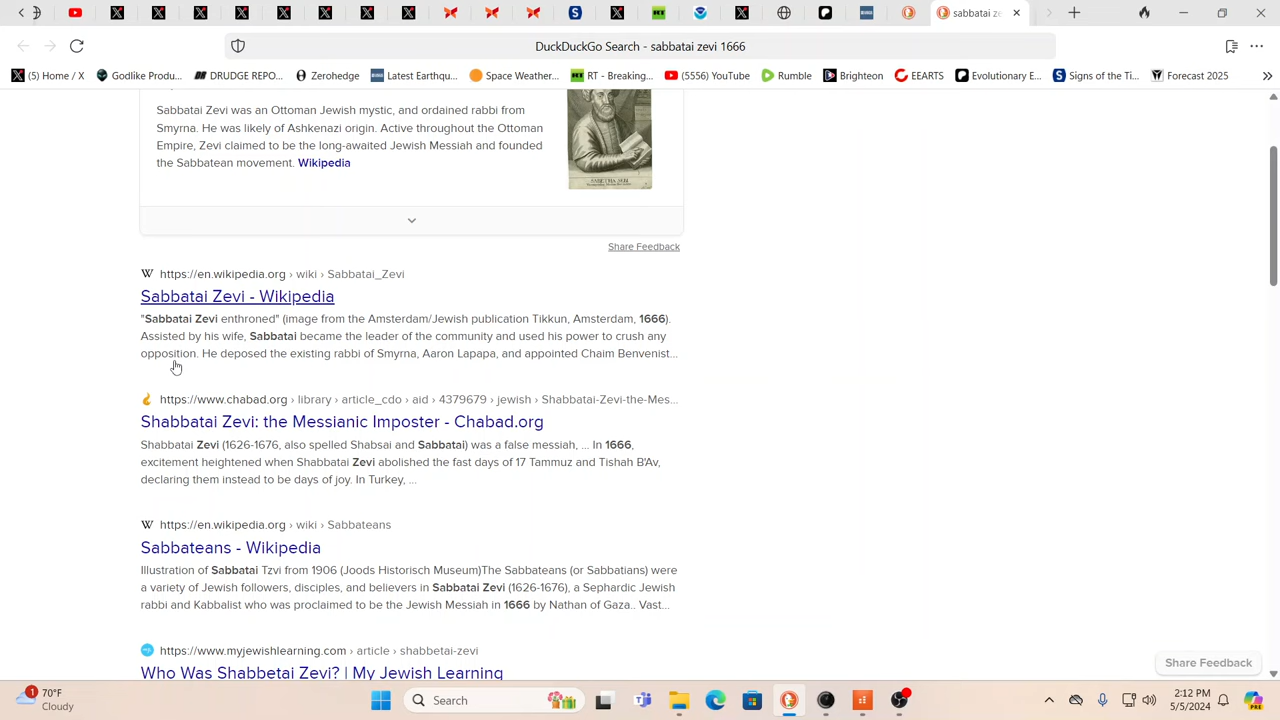 sabbatai ze
DuckDuckGo Search - sabbatai zevi 1666
(5) Home / X
Godlike Produ...
DRUDGE REPO...
Zerohedge
Latest Earthqu...
Space Weather...
RT - Breaking...
(5556) YouTube
Rumble
Brighteon
EEARTS
Evolutionary E...
Signs of the Ti...
Forecast 2025
Sabbatai Zevi was an Ottoman Jewish mystic, and ordained rabbi from
Smyrna. He was likely of Ashkenazi origin. Active throughout the Ottoman
Empire, Zevi claimed to be the long-awaited Jewish Messiah and founded
the Sabbatean movement. Wikipedia
Share Feedback
https://en.wikipedia.org › wiki › Sabbatai_Zevi
Sabbatai Zevi - Wikipedia
"Sabbatai Zevi enthroned" (image from the Amsterdam/Jewish publication Tikkun, Amsterdam, 1666).
Assisted by his wife, Sabbatai became the leader of the community and used his power to crush any
opposition. He deposed the existing rabbi of Smyrna, Aaron Lapapa, and appointed Chaim Benvenist...
https://www.chabad.org › library › article_cdo › aid › 4379679 › jewish › Shabbatai-Zevi-the-Mes...
Shabbatai Zevi: the Messianic Imposter - Chabad.org
Shabbatai Zevi (1626-1676, also spelled Shabsai and Sabbatai) was a false messiah, ... In 1666,
excitement heightened when Shabbatai Zevi abolished the fast days of 17 Tammuz and Tishah B'Av,
declaring them instead to be days of joy. In Turkey, ...
https://en.wikipedia.org › wiki › Sabbateans
Sabbateans - Wikipedia
Illustration of Sabbatai Tzvi from 1906 (Joods Historisch Museum)The Sabbateans (or Sabbatians) were
a variety of Jewish followers, disciples, and believers in Sabbatai Zevi (1626-1676), a Sephardic Jewish
rabbi and Kabbalist who was proclaimed to be the Jewish Messiah in 1666 by Nathan of Gaza.. Vast...
https://www.myjewishlearning.com › article › shabbetai-zevi
Who Was Shabbetai Zevi? | My Jewish Learning
Share Feedback
1
70°F
Cloudy
Search
2:12 PM
5/5/2024